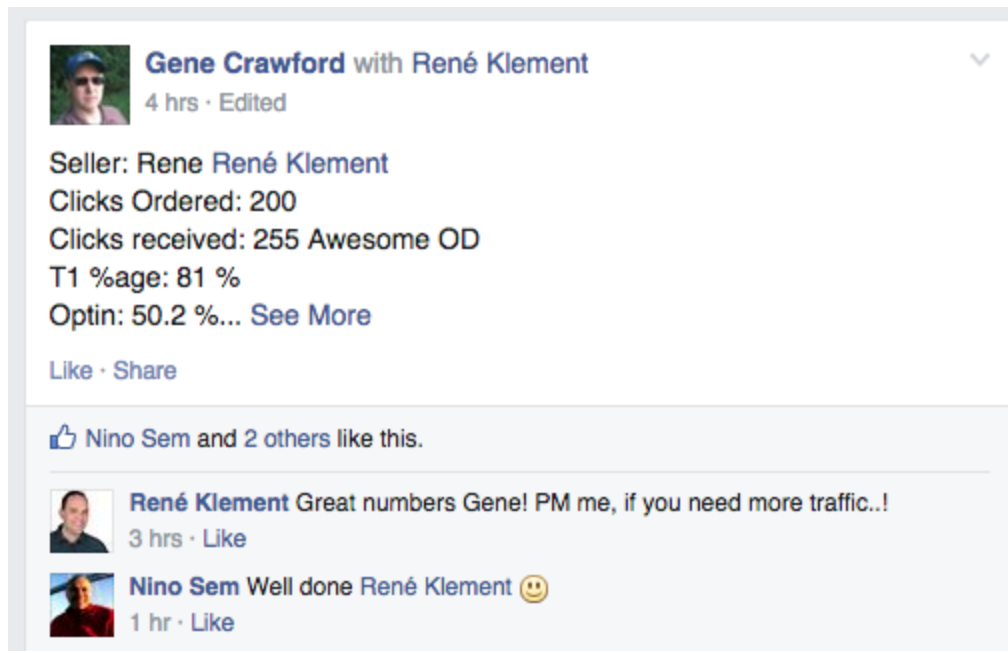 Gene Crawford with René Klement
4 hrs · Edited
Seller: Rene René Klement
Clicks Ordered: 200
Clicks received: 255 Awesome OD
T1 %age: 81 %
Optin: 50.2 %... See More
Like · Share
Nino Sem and 2 others like this.
René Klement Great numbers Gene! PM me, if you need more traffic..!
3 hrs · Like
Nino Sem Well done René Klement
1 hr · Like